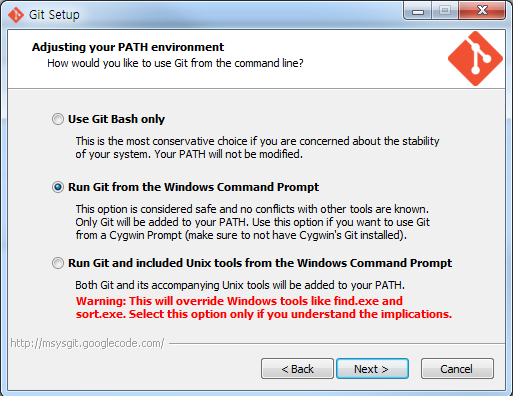 Git Setup
Adjusting your PATH environment
How would you like to use Git from the command line?
Use Git Bash only
This is the most conservative choice if you are concerned about the stability
of your system. Your PATH will not be modified.
Run Git from the Windows Command Prompt
This option is considered safe and no conflicts with other tools are known.
Only Git will be added to your PATH. Use this option if you want to use Git
from a Cygwin Prompt (make sure to not have Cygwin's Git installed).
Run Git and included Unix tools from the Windows Command Prompt
Both Git and its accompanying Unix tools will be added to your PATH.
Warning: This will override Windows tools like find.exe and
sort.exe. Select this option only if you understand the implications.
http://msysgit.googlecode.com/
< Back
Next >
Cancel